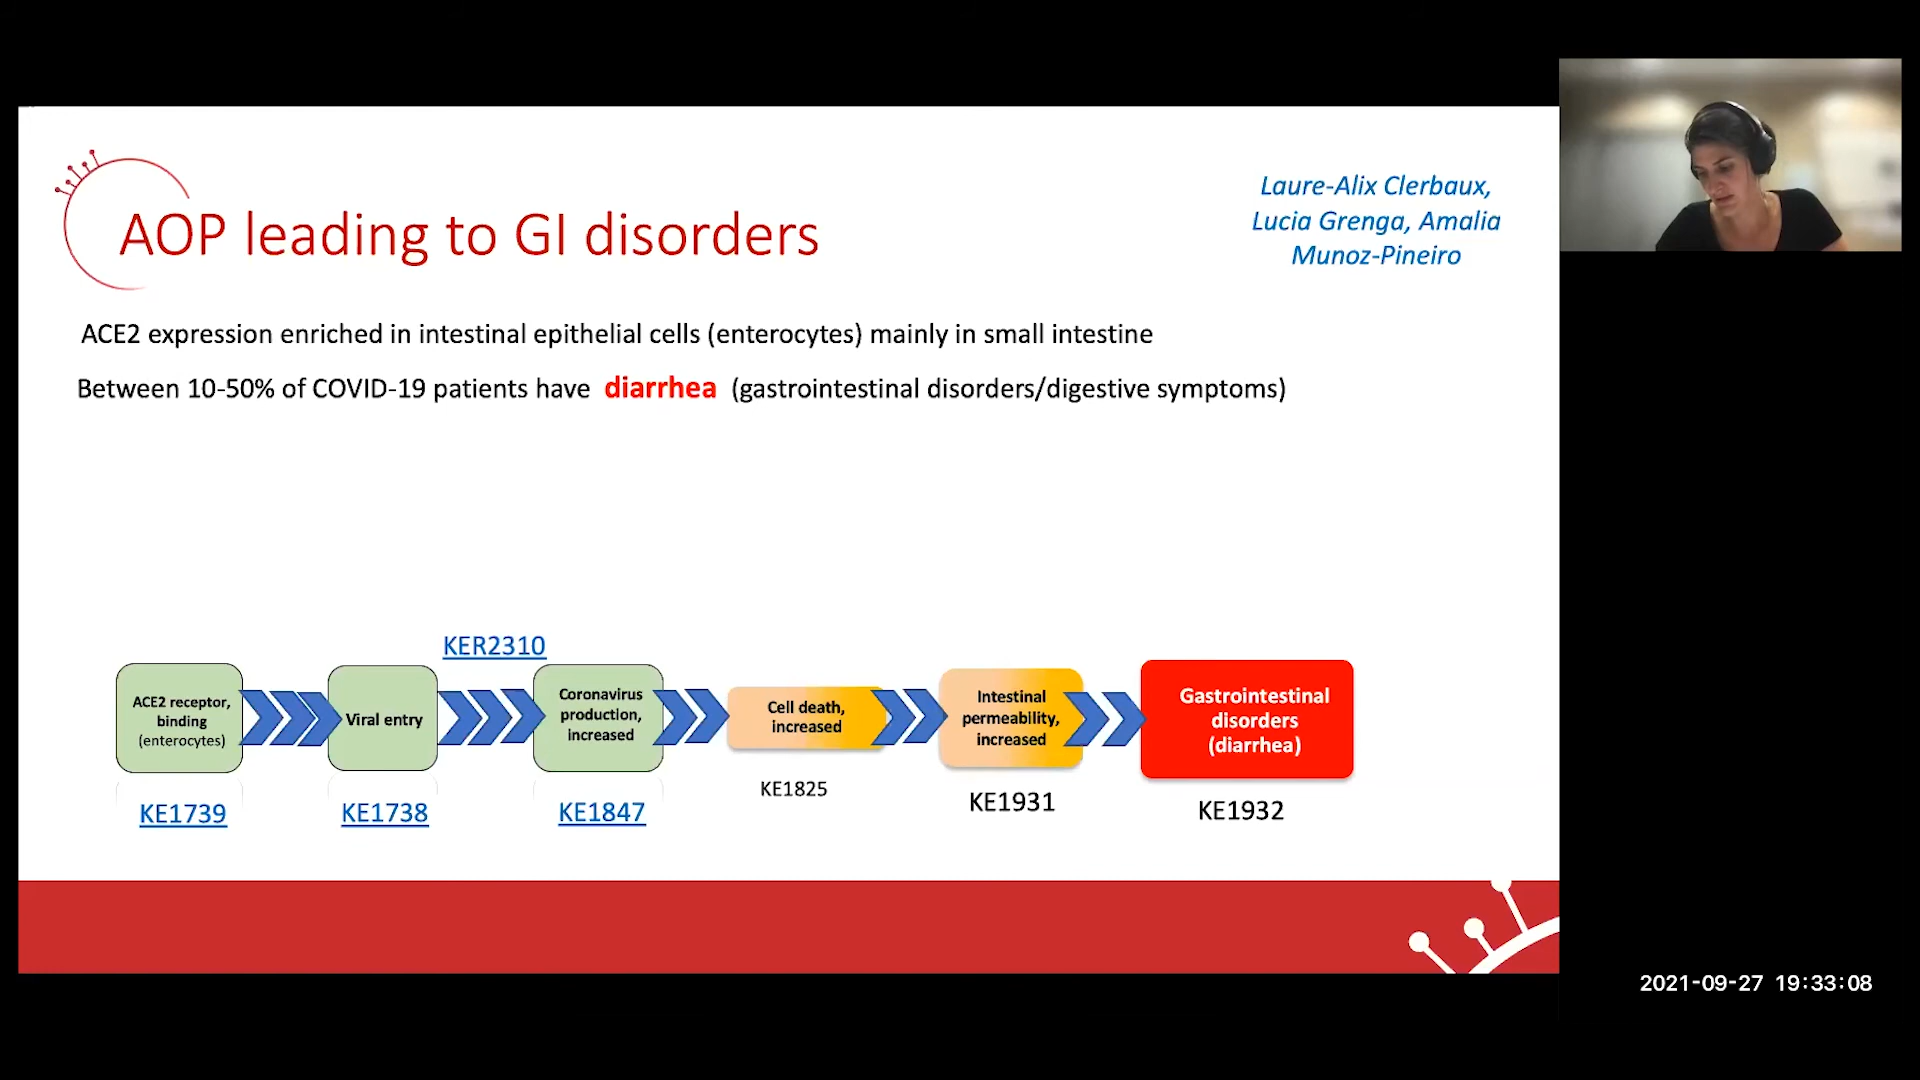 AOP leading to GI disorders
Laure-Alix Clerbaux,
Lucia Grenga, Amalia
Munoz-Pineiro
ACE2 expression enriched in intestinal epithelial cells (enterocytes) mainly in small intestine
Between 10-50% of COVID-19 patients have diarrhea (gastrointestinal disorders/digestive symptoms)
KER2310
ACE2 receptor,
binding
(enterocytes)
Viral entry
Coronavirus
production,
increased
Cell death,
increased
Intestinal
permeability,
increased
Gastrointestinal
disorders
(diarrhea)
KE1739
KE1738
KE1847
KE1825
KE1931
KE1932
2021-09-27 19:33:08